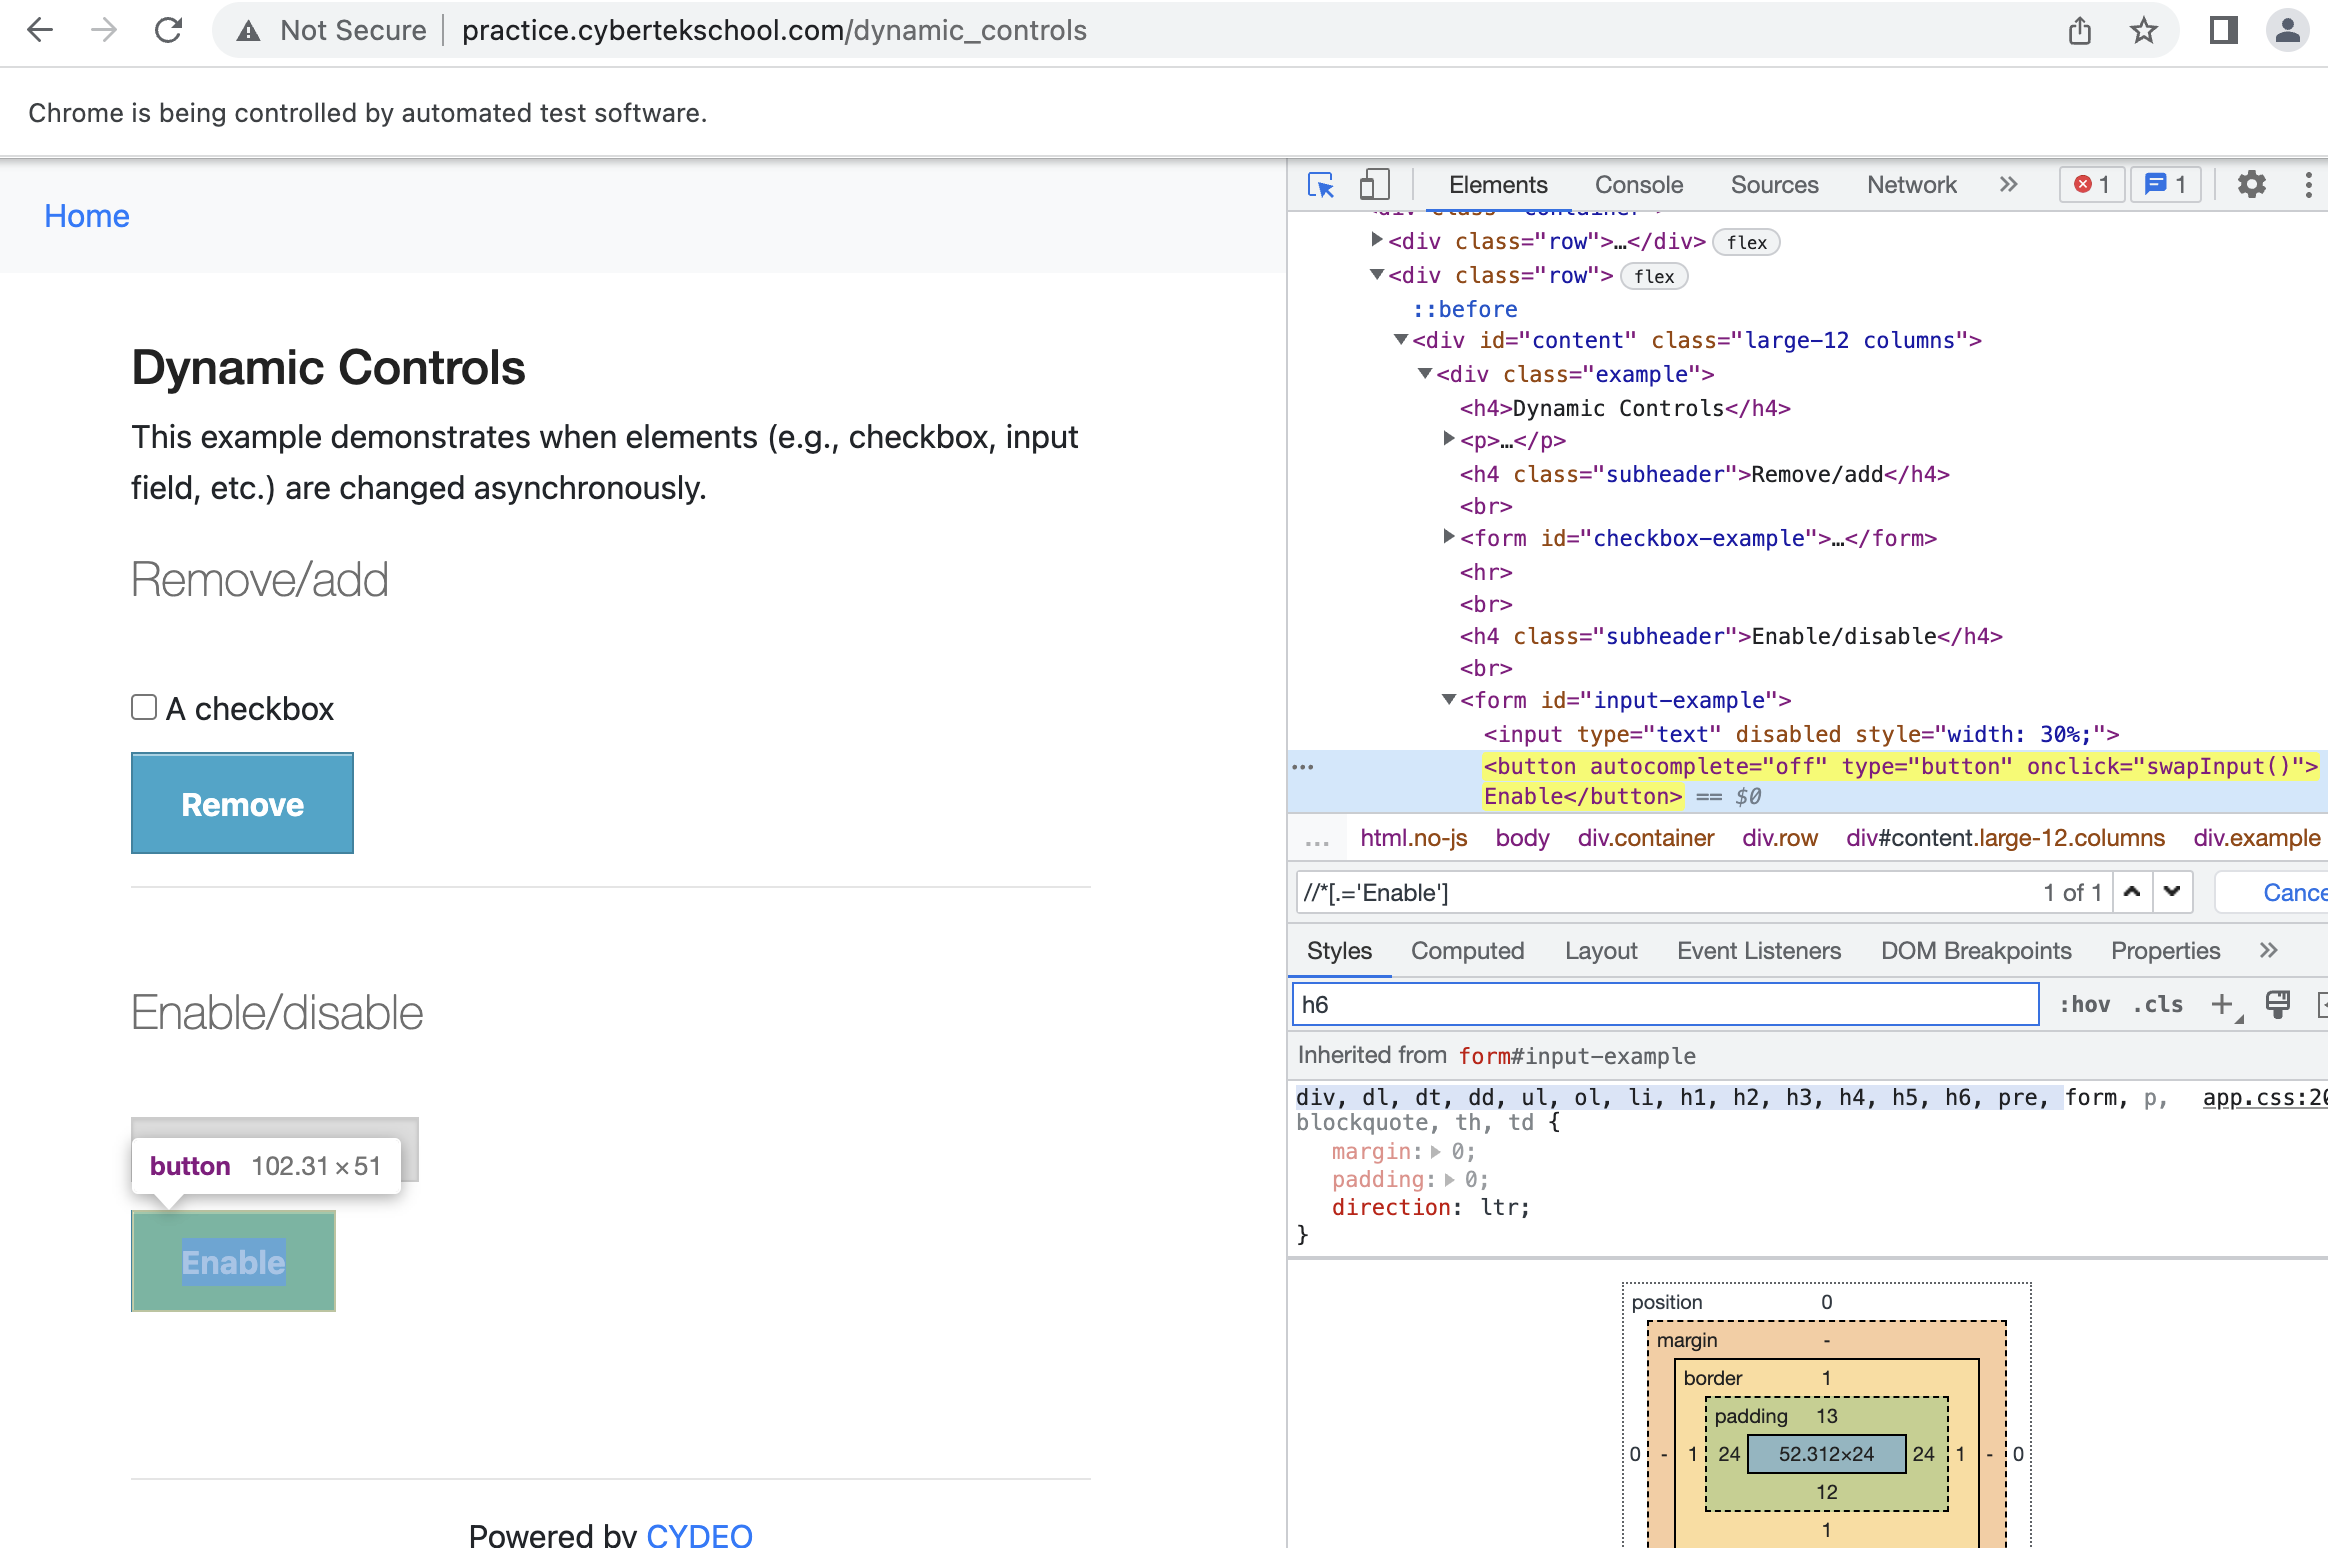 Not Secure | practice.cybertekschool.com/dynamic_controls
Chrome is being controlled by automated test software.
Home
Dynamic Controls
This example demonstrates when elements (e.g., checkbox, input
field, etc.) are changed asynchronously.
Remove/add
A checkbox
Remove
Enable/disable
button 102.31×51
Enable
Powered by CYDEO
Elements Console Sources Network » 1 1
<div class="row">…</div> flex
<div class="row"> flex
::before
<div id="content" class="large-12 columns">
<div class="example">
<h4>Dynamic Controls</h4>
<p>…</p>
<h4 class="subheader">Remove/add</h4>
<br>
<form id="checkbox-example">…</form>
<hr>
<br>
<h4 class="subheader">Enable/disable</h4>
<br>
<form id="input-example">
<input type="text" disabled style="width: 30%;">
<button autocomplete="off" type="button" onclick="swapInput()">
Enable</button> == $0
... html.no-js body div.container div.row div#content.large-12.columns div.example
//*[.='Enable'] 1 of 1 Cance
Styles Computed Layout Event Listeners DOM Breakpoints Properties »
h6 :hov .cls +
Inherited from form#input-example
div, dl, dt, dd, ul, ol, li, h1, h2, h3, h4, h5, h6, pre, form, p, app.css:20
blockquote, th, td {
margin: 0;
padding: 0;
direction: ltr;
}
position 0
margin -
border 1
padding 13
0 - 1 24 52.312×24 24 1 - 0
12
1